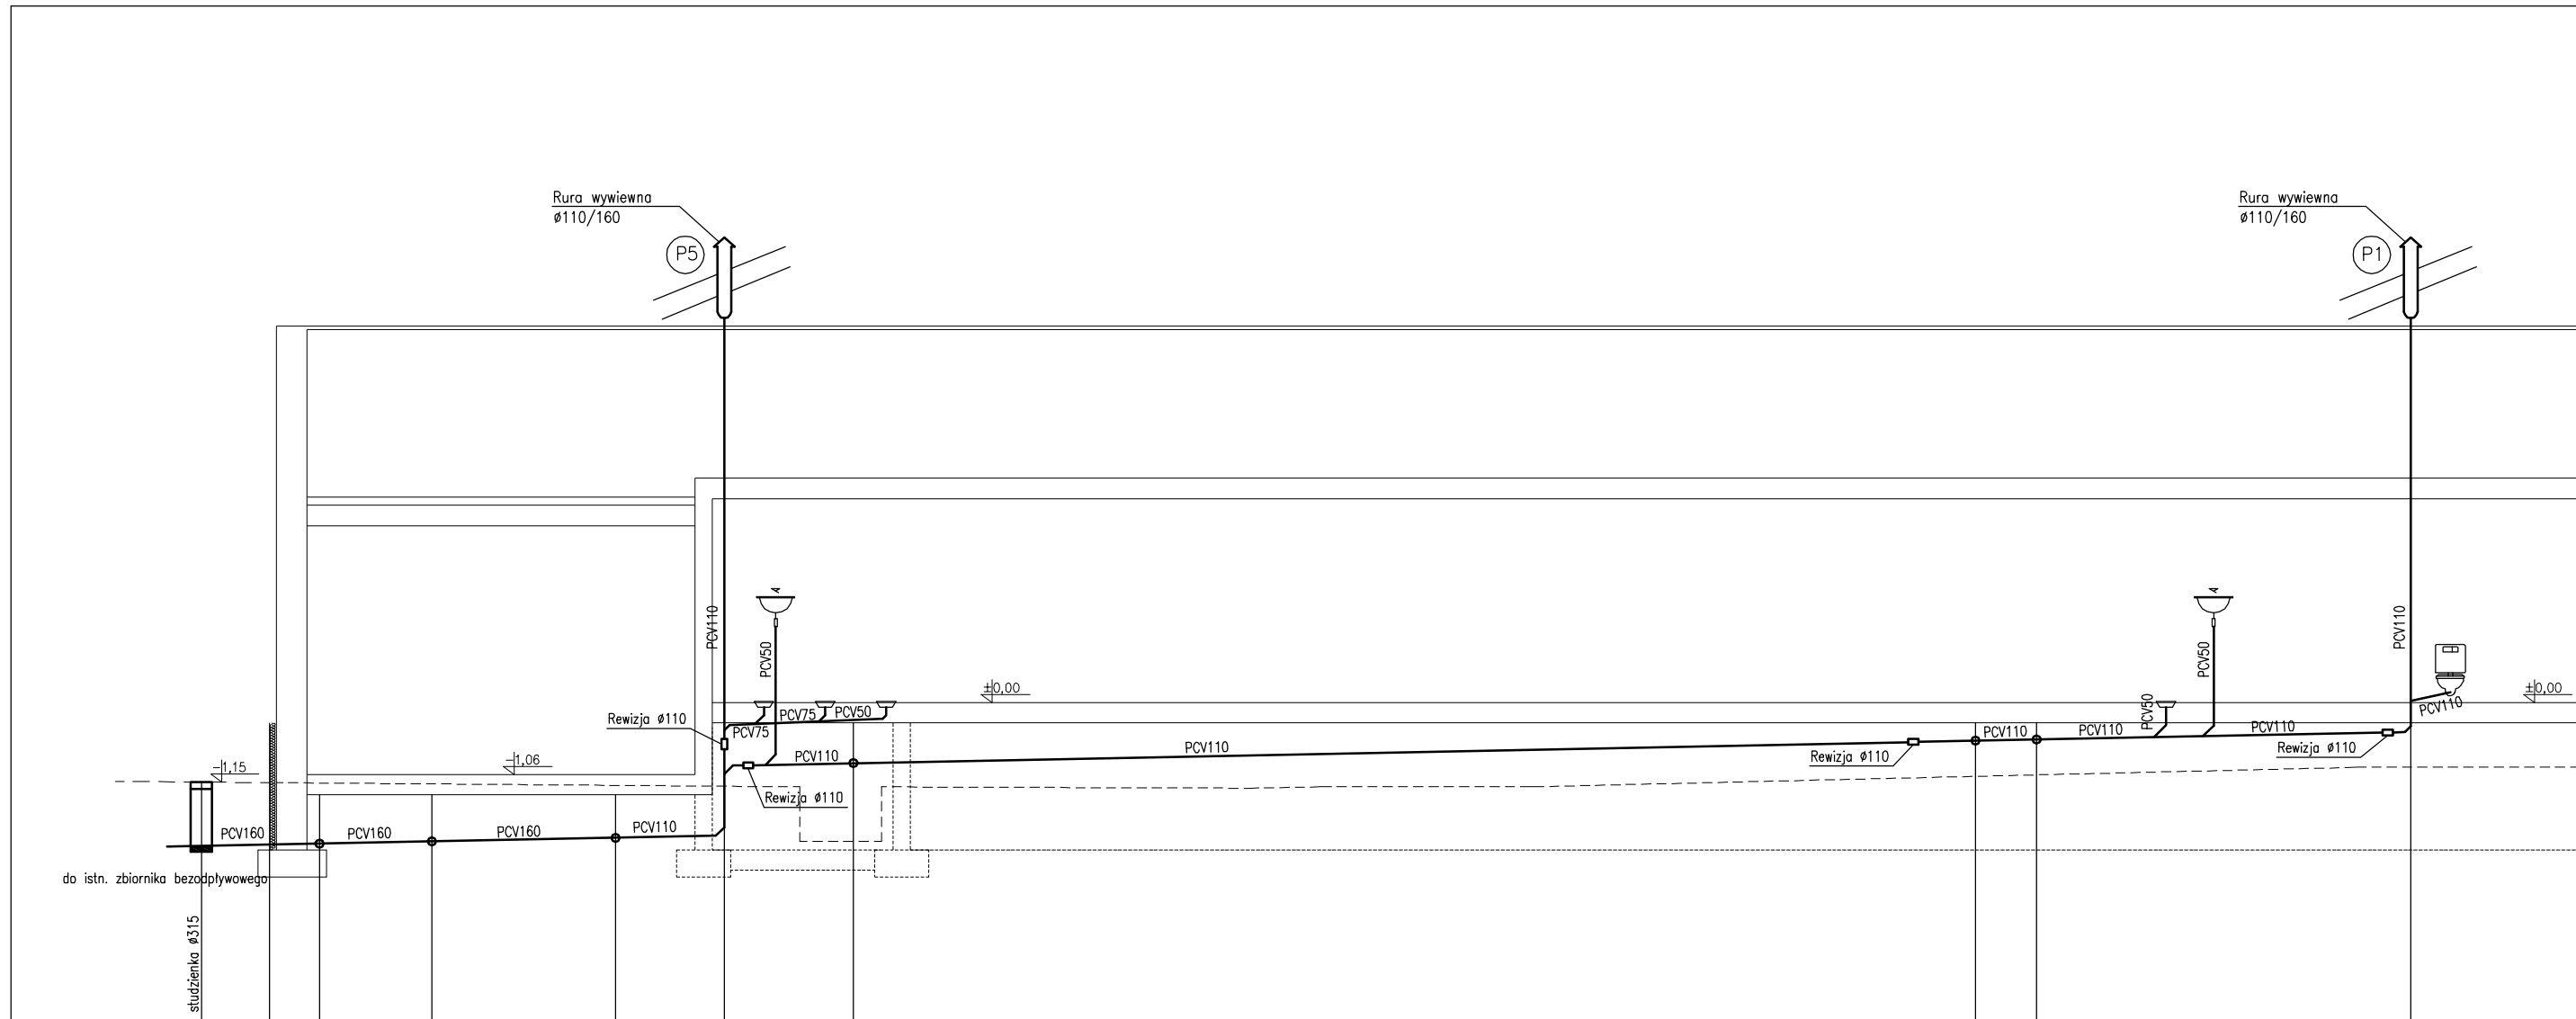 Rura wywiewna
ø110/160
P5
Rura wywiewna
ø110/160
P1
PCV110
PCV50
PCV50
PCV110
±0,00
±0,00
Rewizja ø110
PCV75
PCV50
PCV75
PCV50
PCV110
PCV110
PCV110
PCV110
PCV110
PCV110
Rewizja ø110
Rewizja ø110
-1,15
-1,06
Rewizja ø110
PCV160
PCV160
PCV160
PCV110
do istn. zbiornika bezodpływowego
studzienka ø315